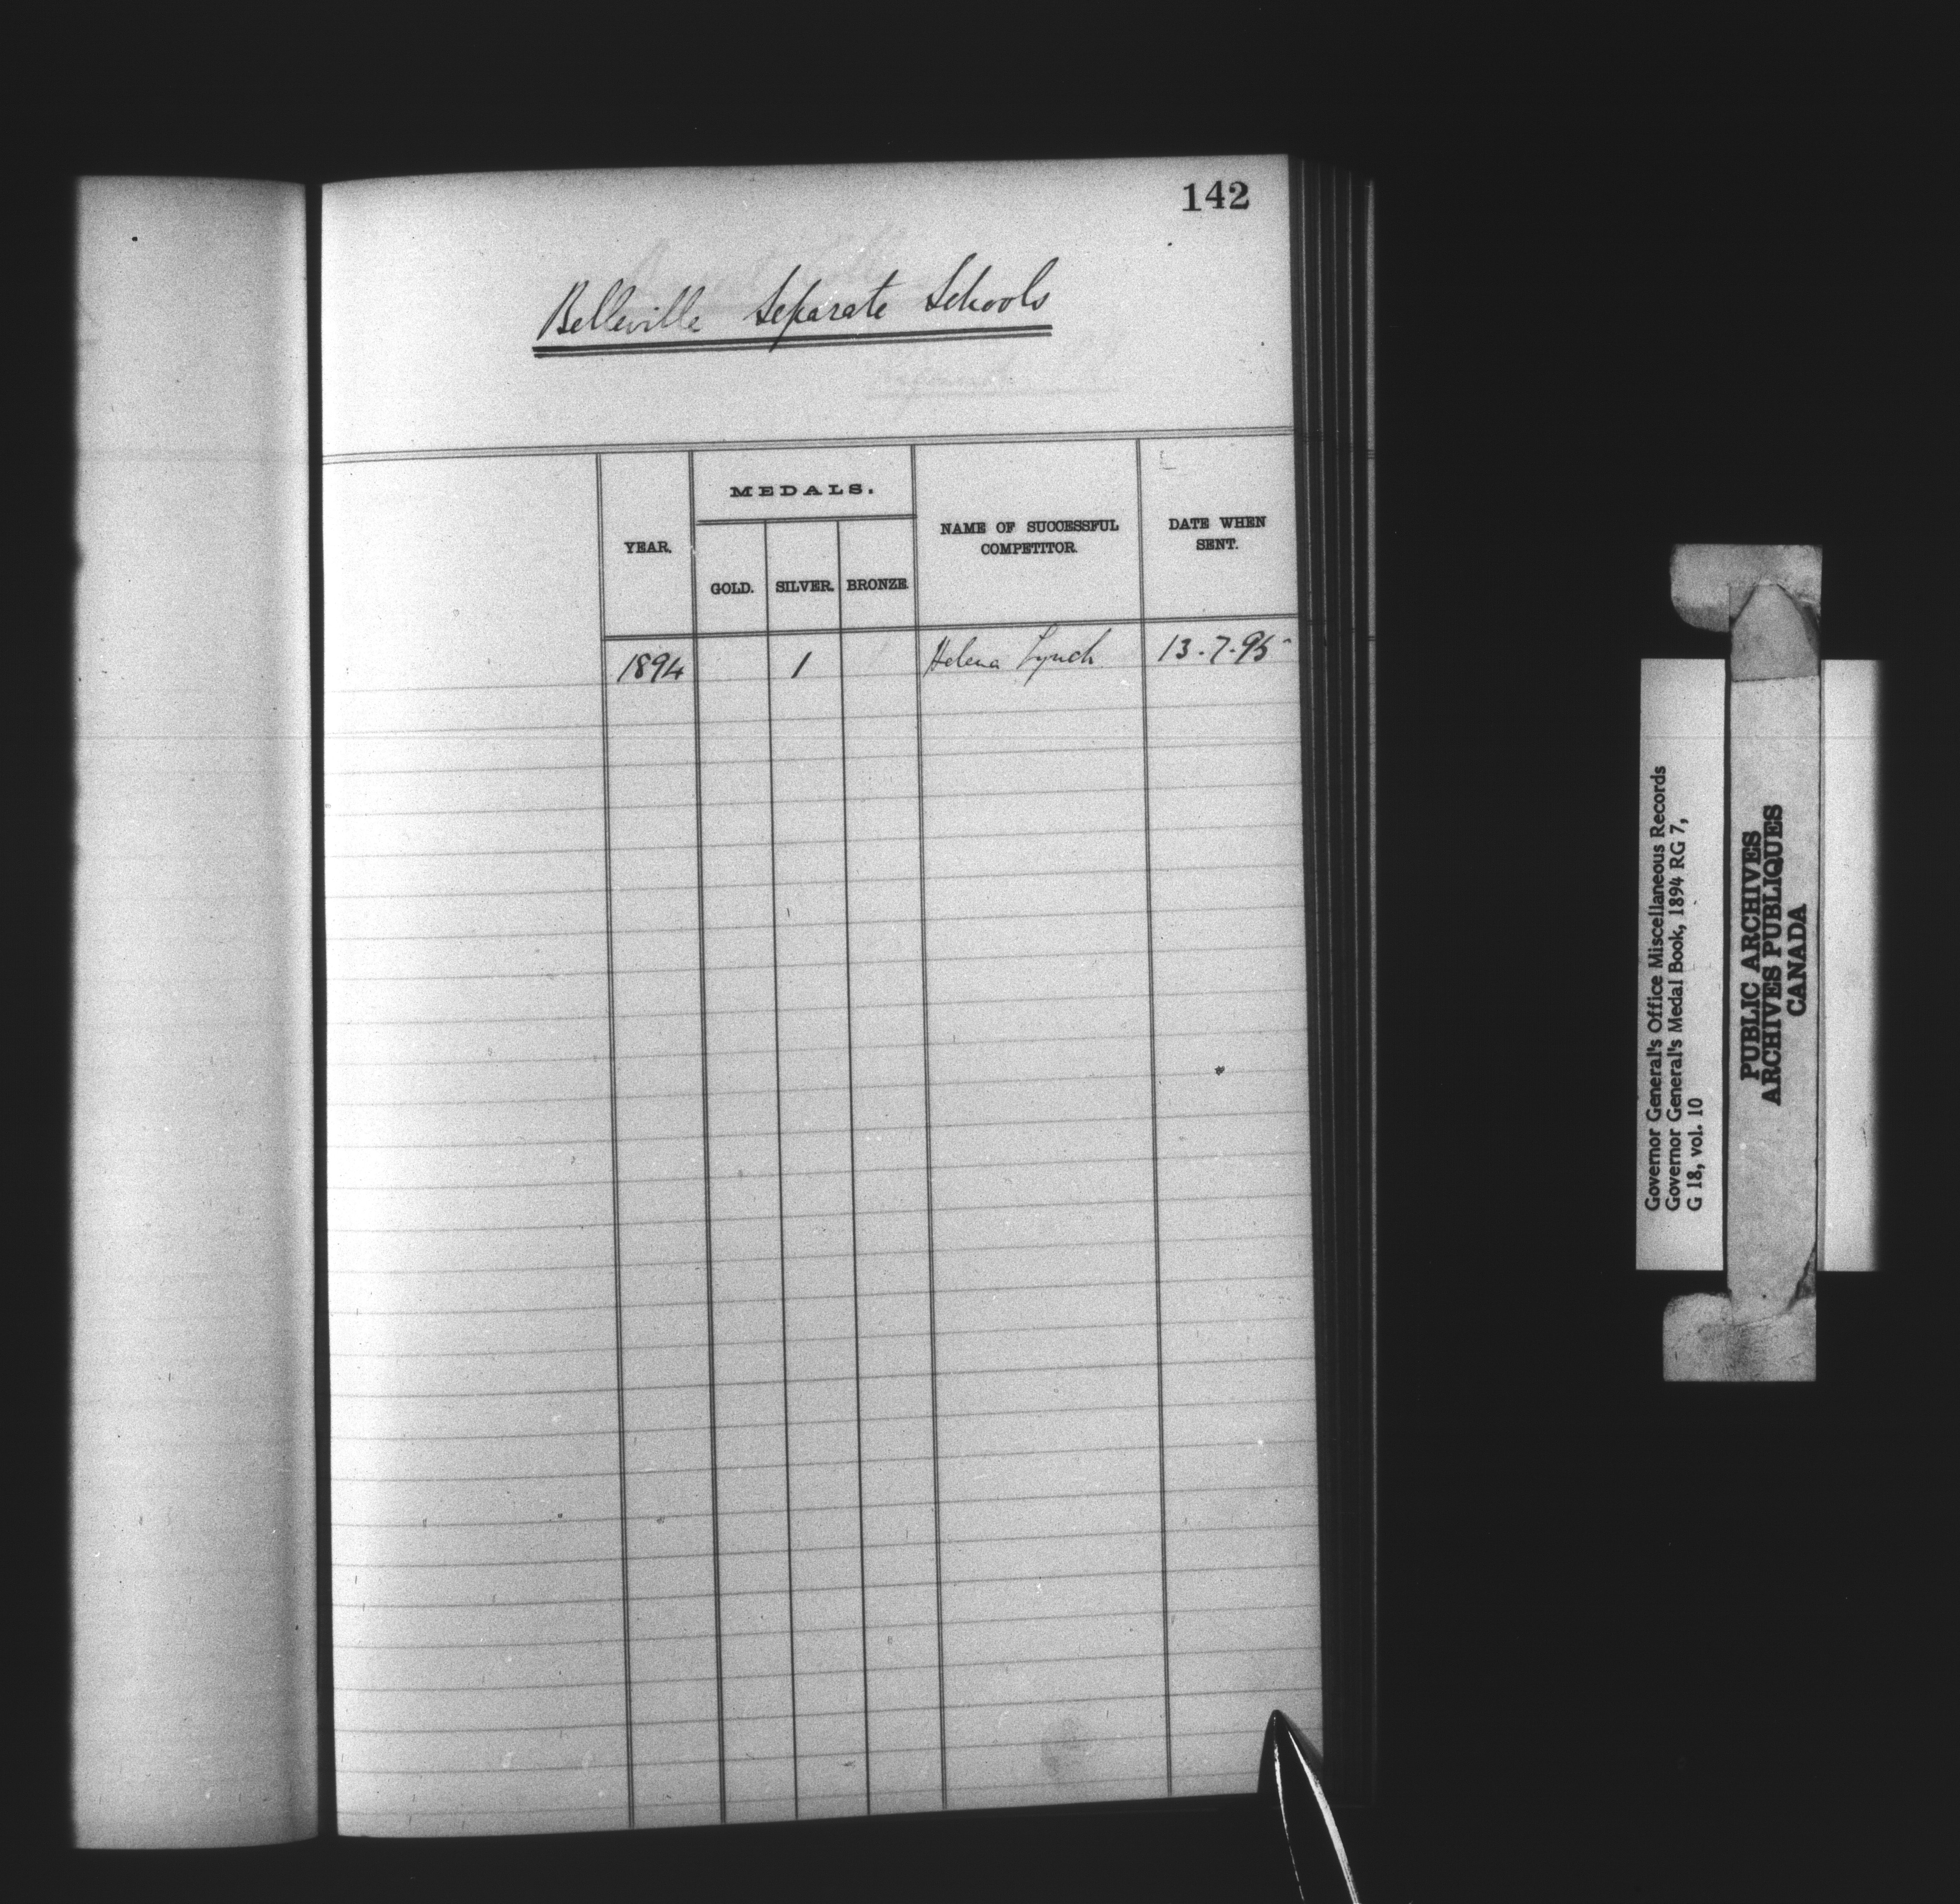 142
Belleville Separate Schools
YEAR.
MEDALS.
GOLD. SILVER. BRONZE
NAME OF SUCCESSFUL
COMPETITOR.
DATE WHEN
SENT.
1894 1 Helena Lynch 13.7.95
Governor General's Office Miscellaneous Records
Governor General's Medal Book, 1894 RG 7,
G 18, vol. 10
PUBLIC ARCHIVES
ARCHIVES PUBLIQUES
CANADA